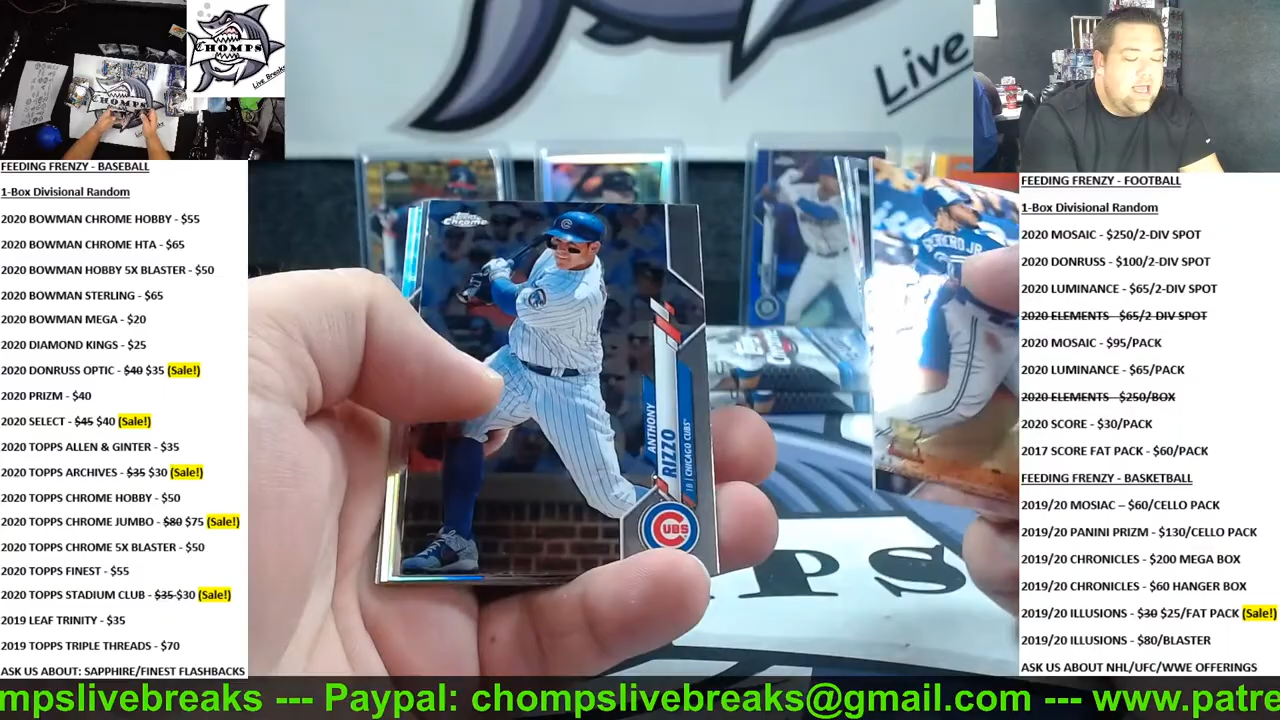 CHOMPS
Live Breaks
CHOMPS
Live
FEEDING FRENZY - BASEBALL
1-Box Divisional Random
2020 BOWMAN CHROME HOBBY - $55
2020 BOWMAN CHROME HTA - $65
2020 BOWMAN HOBBY 5X BLASTER - $50
2020 BOWMAN STERLING - $65
2020 BOWMAN MEGA - $20
2020 DIAMOND KINGS - $25
2020 DONRUSS OPTIC - $40 $35 (Sale!)
2020 PRIZM - $40
2020 SELECT - $45 $40 (Sale!)
2020 TOPPS ALLEN & GINTER - $35
2020 TOPPS ARCHIVES - $35 $30 (Sale!)
2020 TOPPS CHROME HOBBY - $50
2020 TOPPS CHROME JUMBO - $80 $75 (Sale!)
2020 TOPPS CHROME 5X BLASTER - $50
2020 TOPPS FINEST - $55
2020 TOPPS STADIUM CLUB - $35 $30 (Sale!)
2019 LEAF TRINITY - $35
2019 TOPPS TRIPLE THREADS - $70
ASK US ABOUT: SAPPHIRE/FINEST FLASHBACKS
Topps
Chrome
ANTHONY
RIZZO
1B | CHICAGO CUBS
CUBS
PS
FEEDING FRENZY - FOOTBALL
1-Box Divisional Random
2020 MOSAIC - $250/2-DIV SPOT
2020 DONRUSS - $100/2-DIV SPOT
2020 LUMINANCE - $65/2-DIV SPOT
2020 ELEMENTS - $65/2-DIV SPOT
2020 MOSAIC - $95/PACK
2020 LUMINANCE - $65/PACK
2020 ELEMENTS - $250/BOX
2020 SCORE - $30/PACK
2017 SCORE FAT PACK - $60/PACK
FEEDING FRENZY - BASKETBALL
2019/20 MOSIAC – $60/CELLO PACK
2019/20 PANINI PRIZM - $130/CELLO PACK
2019/20 CHRONICLES - $200 MEGA BOX
2019/20 CHRONICLES - $60 HANGER BOX
2019/20 ILLUSIONS - $30 $25/FAT PACK (Sale!)
2019/20 ILLUSIONS - $80/BLASTER
ASK US ABOUT NHL/UFC/WWE OFFERINGS
mpslivebreaks --- Paypal: chompslivebreaks@gmail.com --- www.patre